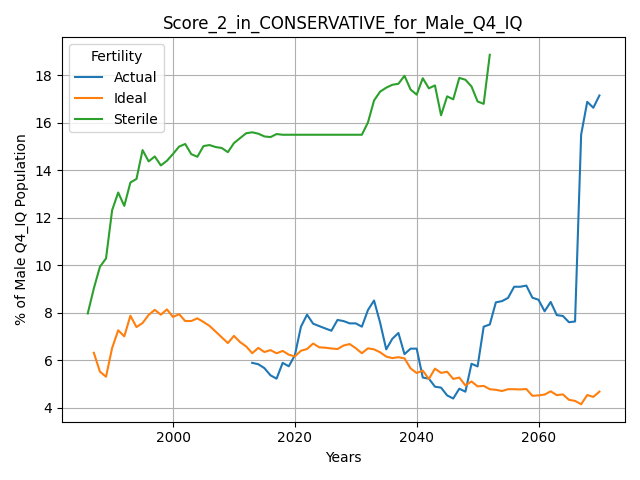 Score_2_in_CONSERVATIVE_for_Male_Q4_IQ
Fertility
Actual
Ideal
Sterile
% of Male Q4_IQ Population
18
16
14
12
10
8
6
4
2000
2020
2040
2060
Years